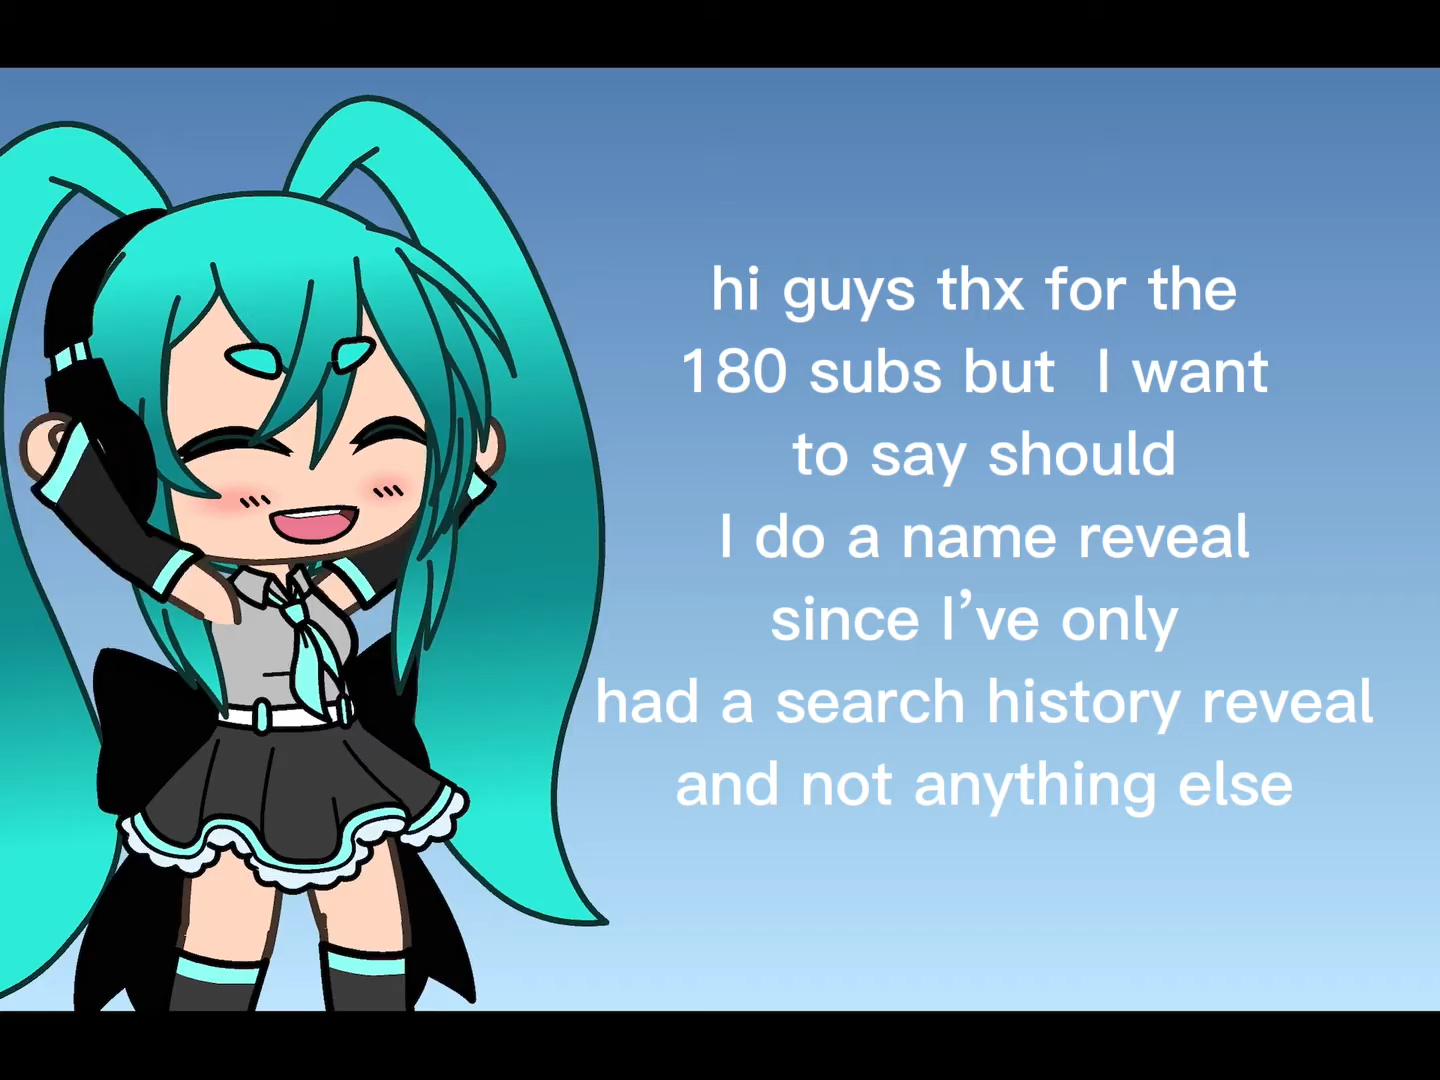 hi guys thx for the
180 subs but  I want
to say should
I do a name reveal
since I’ve only
had a search history reveal
and not anything else